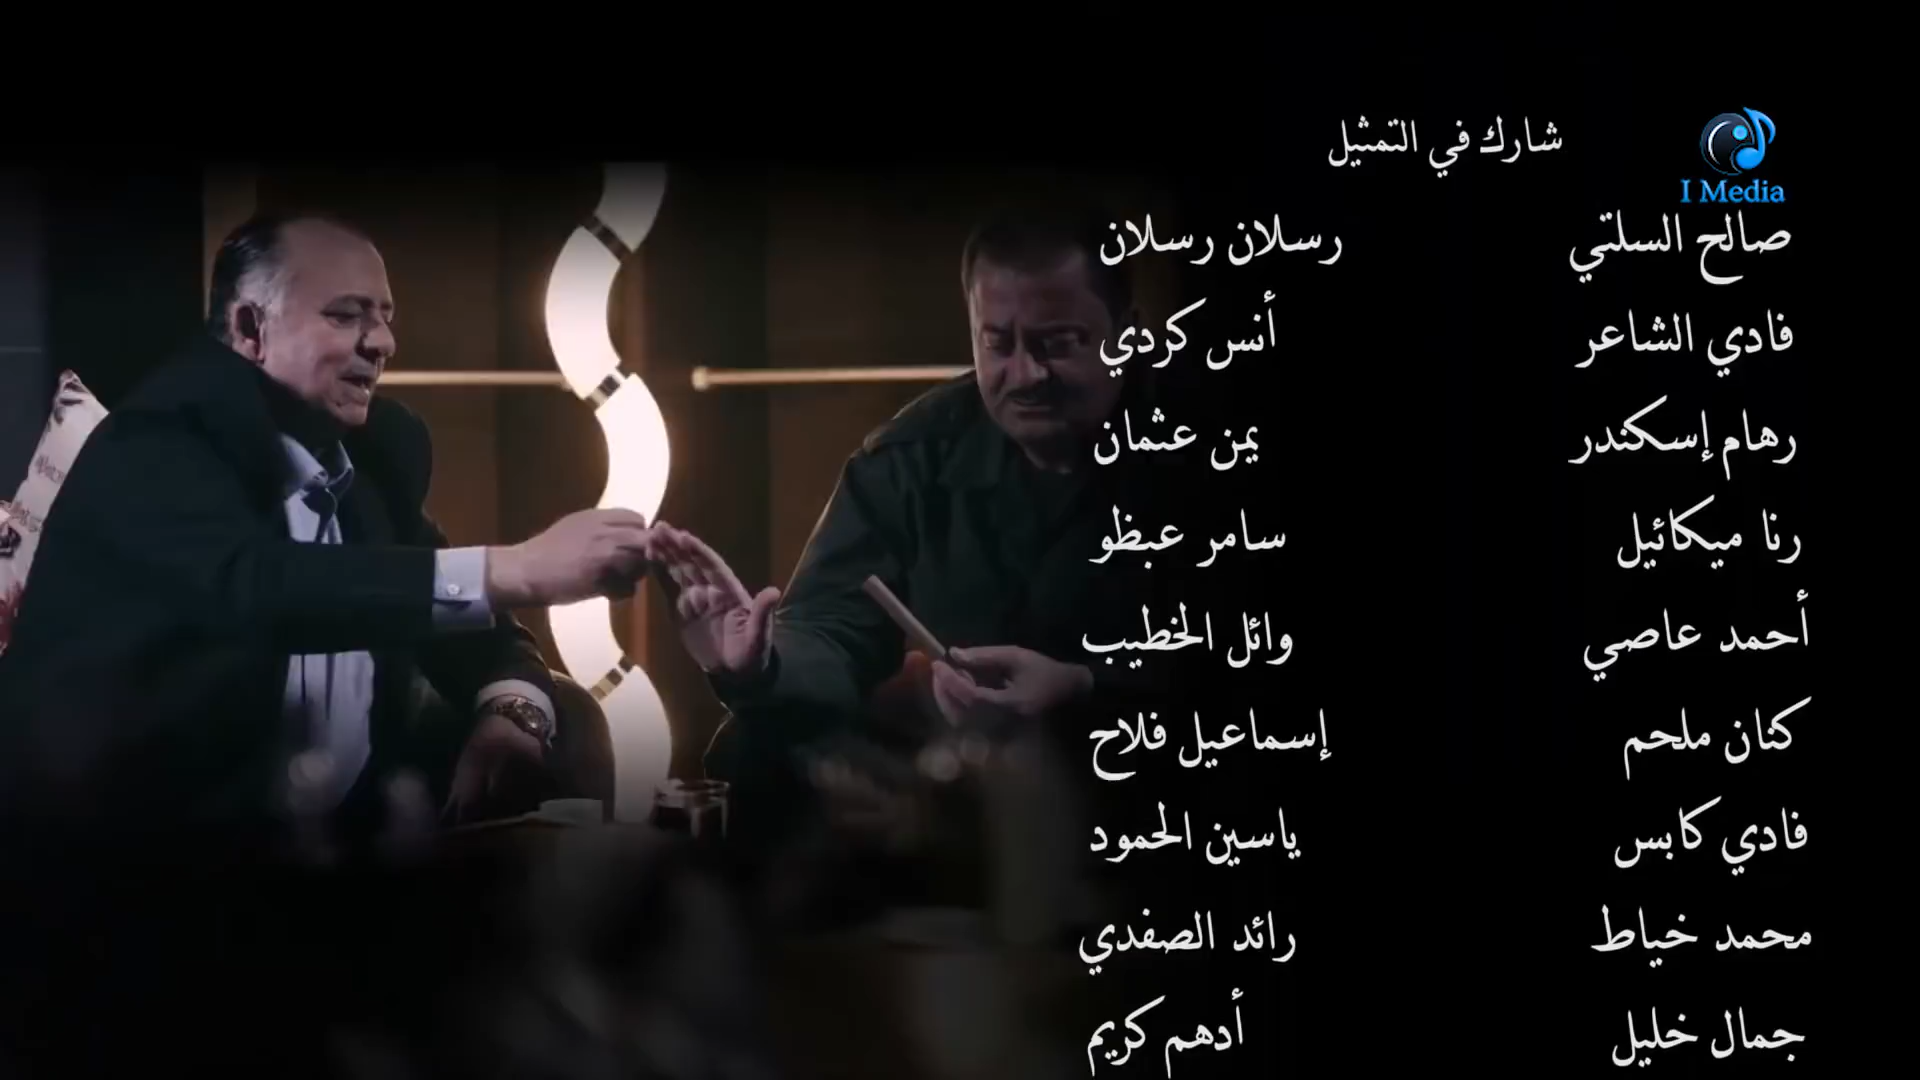 شارك في التمثيل
I Media
صالح السلتي
رسلان رسلان
فادي الشاعر
أنس كردي
رهام إسكندر
يمن عثمان
رنا ميكائيل
سامر عبظو
أحمد عاصي
وائل الخطيب
كنان ملحم
إسماعيل فلاح
فادي كابس
ياسين الحمود
محمد خياط
رائد الصفدي
جمال خليل
أدهم كريم